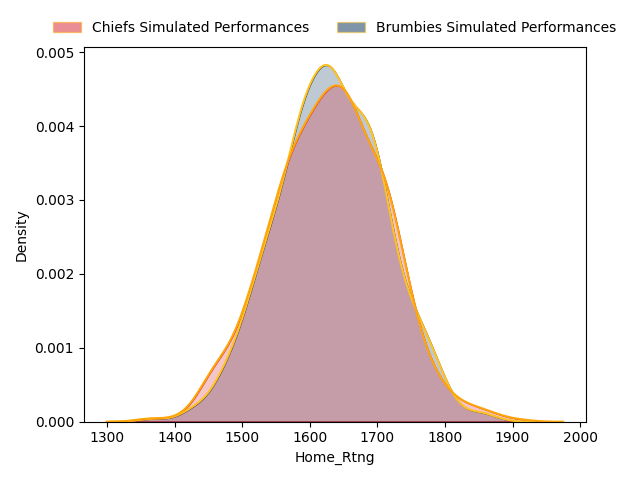 Chiefs Simulated Performances Brumbies Simulated Performances
0.005
0.004
0.003
0.002
0.001
0.000
Density
1300 1400 1500 1600 1700 1800 1900 2000
Home_Rtng